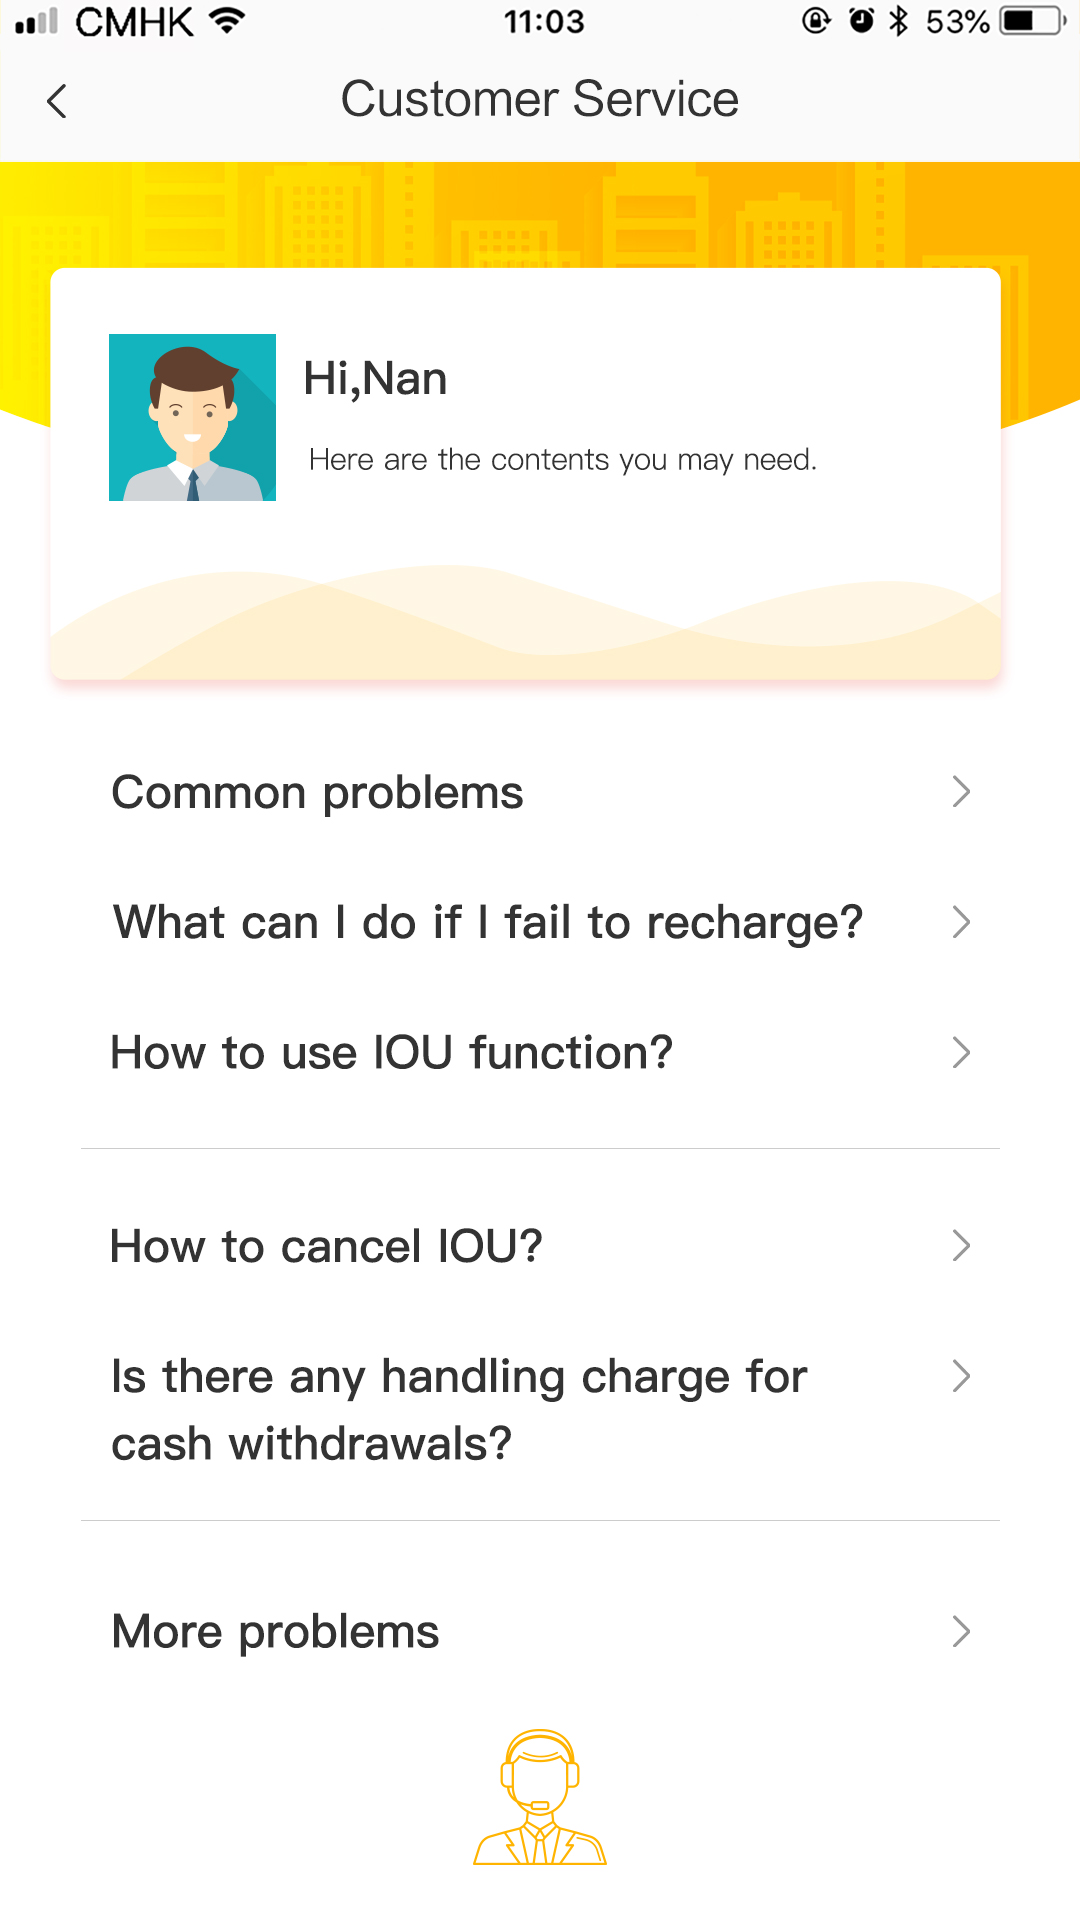 CMHK 11:03 53%
Customer Service
Hi,Nan
Here are the contents you may need.
Common problems
What can I do if I fail to recharge?
How to use IOU function?
How to cancel IOU?
Is there any handling charge for
cash withdrawals?
More problems